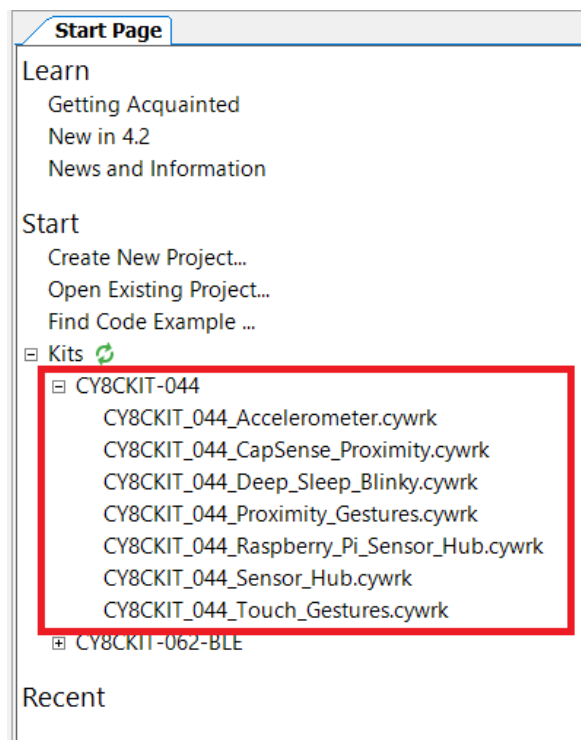 Start Page
Learn
Getting Acquainted
New in 4.2
News and Information
Start
Create New Project...
Open Existing Project...
Find Code Example ...
Kits
CY8CKIT-044
CY8CKIT_044_Accelerometer.cywrk
CY8CKIT_044_CapSense_Proximity.cywrk
CY8CKIT_044_Deep_Sleep_Blinky.cywrk
CY8CKIT_044_Proximity_Gestures.cywrk
CY8CKIT_044_Raspberry_Pi_Sensor_Hub.cywrk
CY8CKIT_044_Sensor_Hub.cywrk
CY8CKIT_044_Touch_Gestures.cywrk
CY8CKIT-062-BLE
Recent